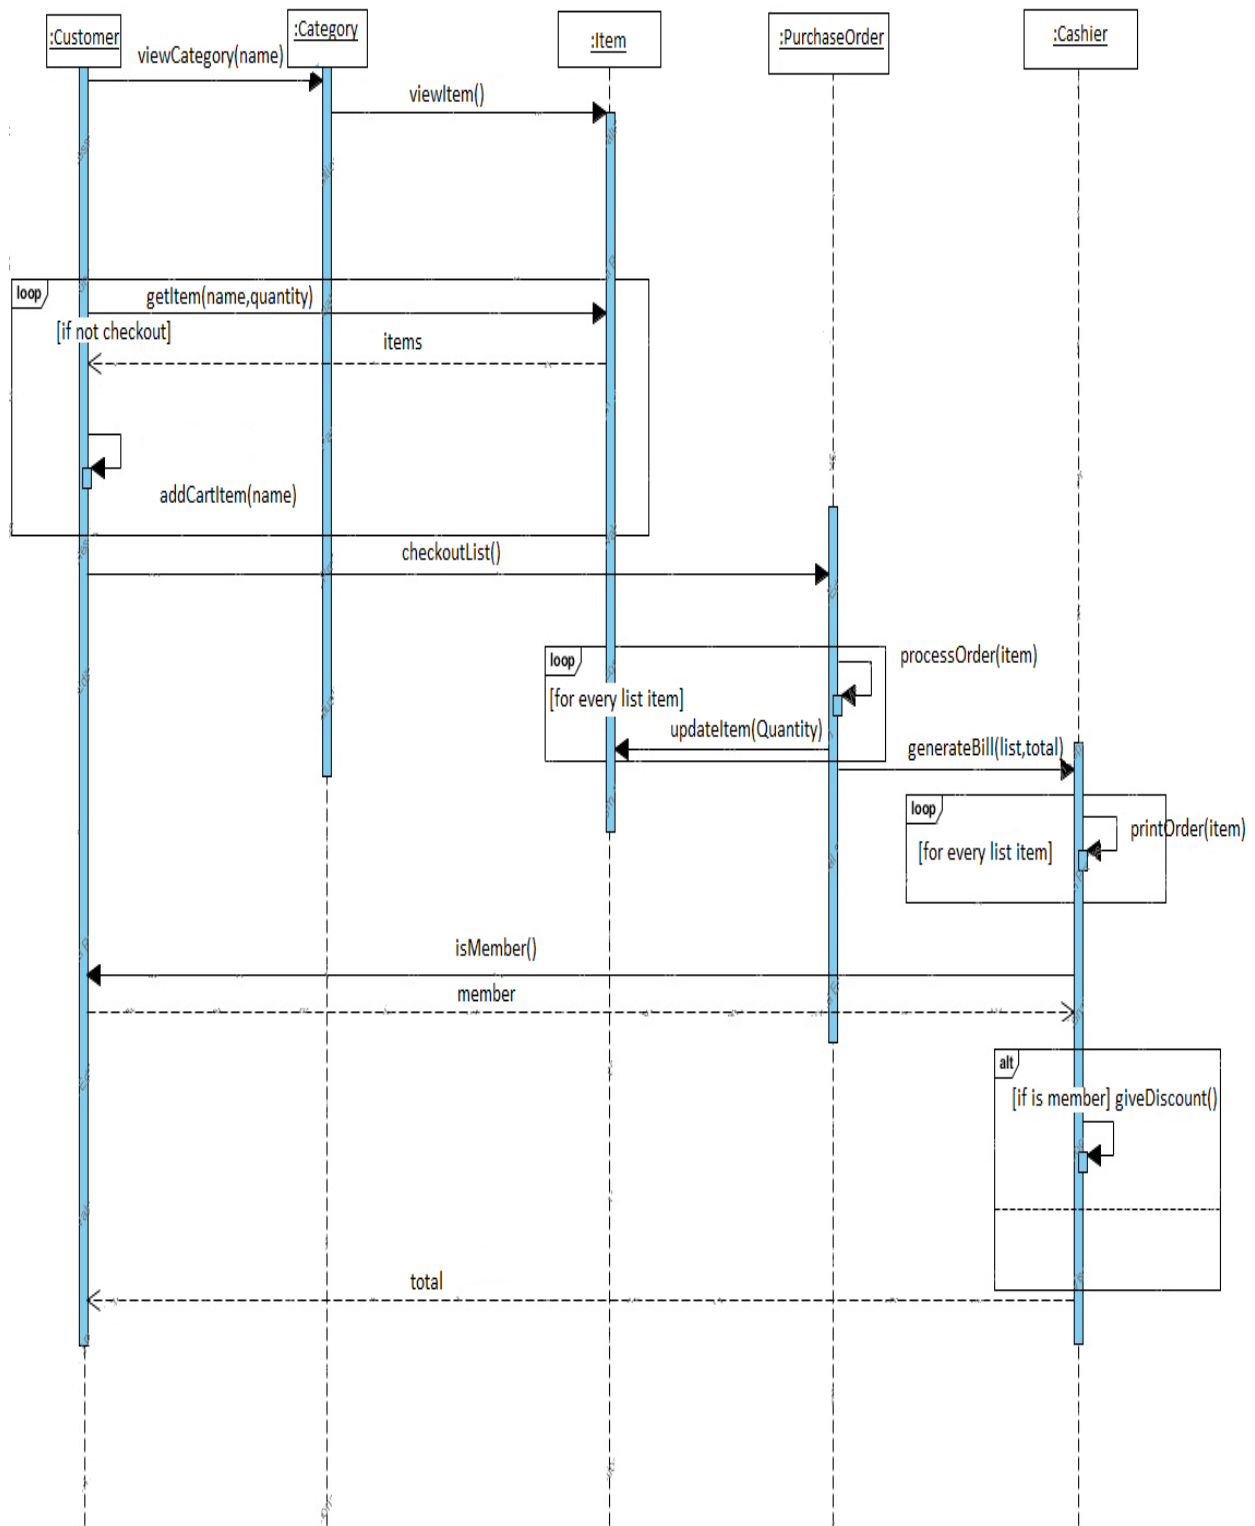 :Customer
:Category
:Item
:PurchaseOrder
:Cashier
viewCategory(name)
viewItem()
loop
getItem(name,quantity)
[if not checkout]
items
addCartItem(name)
checkoutList()
loop
processOrder(item)
[for every list item]
updateItem(Quantity)
generateBill(list,total)
loop
printOrder(item)
[for every list item]
isMember()
member
alt
[if is member] giveDiscount()
total